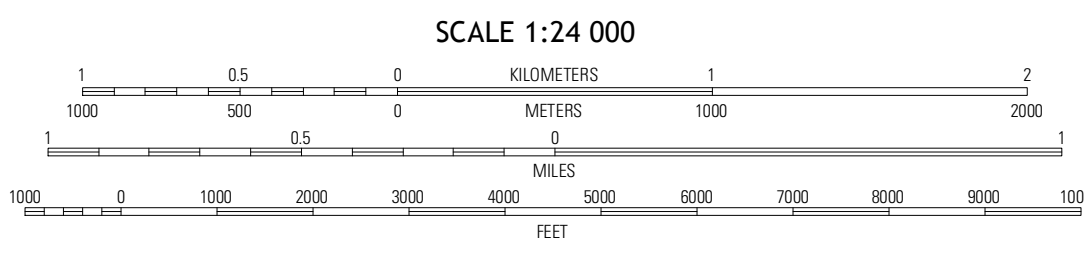 SCALE 1:24 000
1 0.5 0 KILOMETERS 1 2
1000 500 0 METERS 1000 2000
1 0.5 0 1
MILES
1000 0 1000 2000 3000 4000 5000 6000 7000 8000 9000 100
FEET